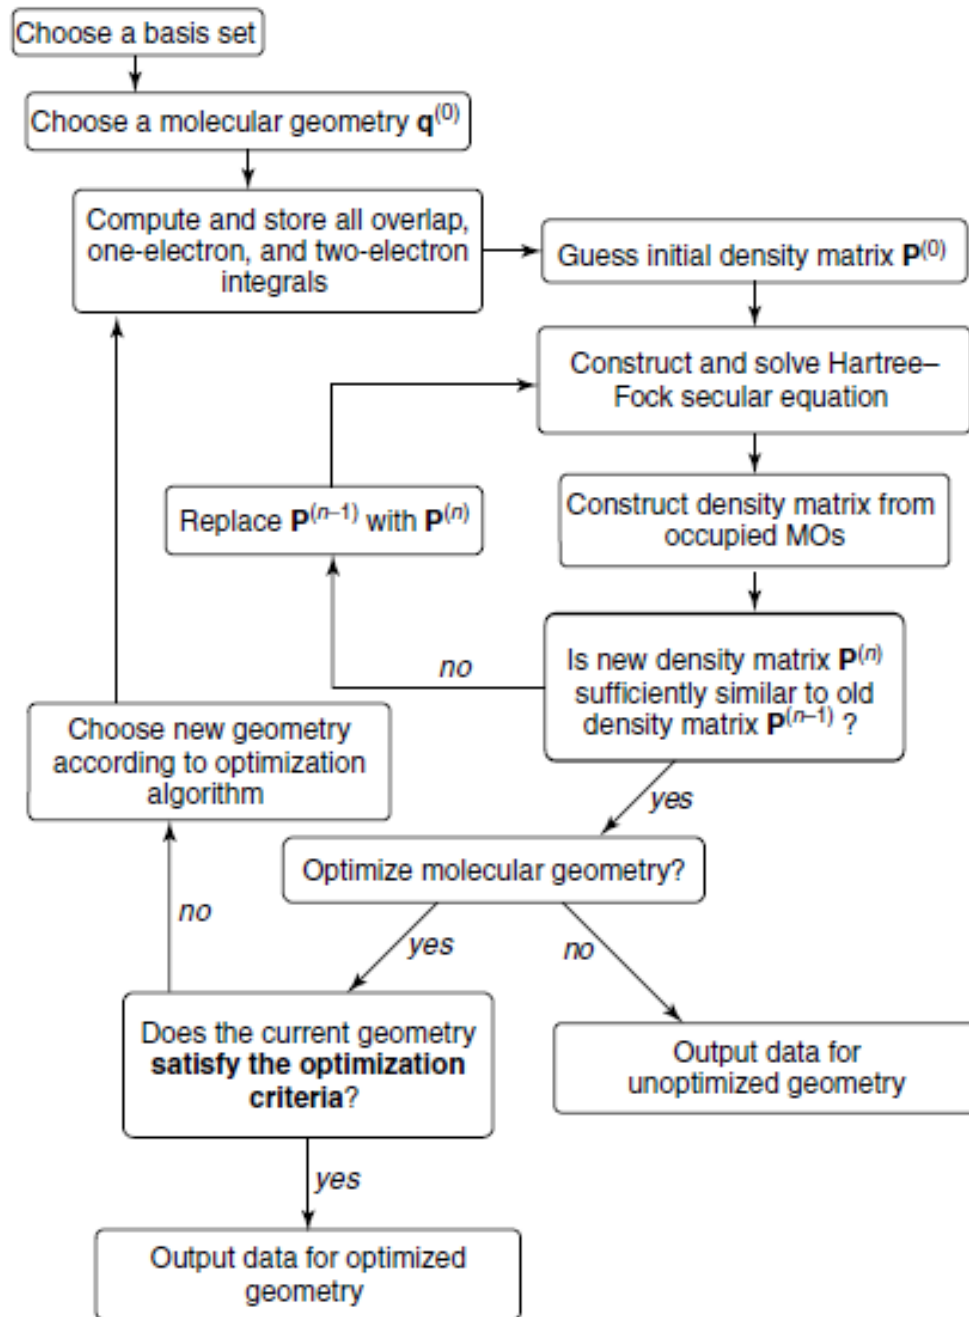 Choose a basis set
Choose a molecular geometry q(0)
Compute and store all overlap,
one-electron, and two-electron
integrals
Guess initial density matrix P(0)
Construct and solve Hartree–
Fock secular equation
Replace P(n–1) with P(n)
Construct density matrix from
occupied MOs
no
Is new density matrix P(n)
sufficiently similar to old
density matrix P(n–1) ?
Choose new geometry
according to optimization
algorithm
yes
Optimize molecular geometry?
no
yes
no
Does the current geometry
satisfy the optimization
criteria?
Output data for
unoptimized geometry
yes
Output data for optimized
geometry